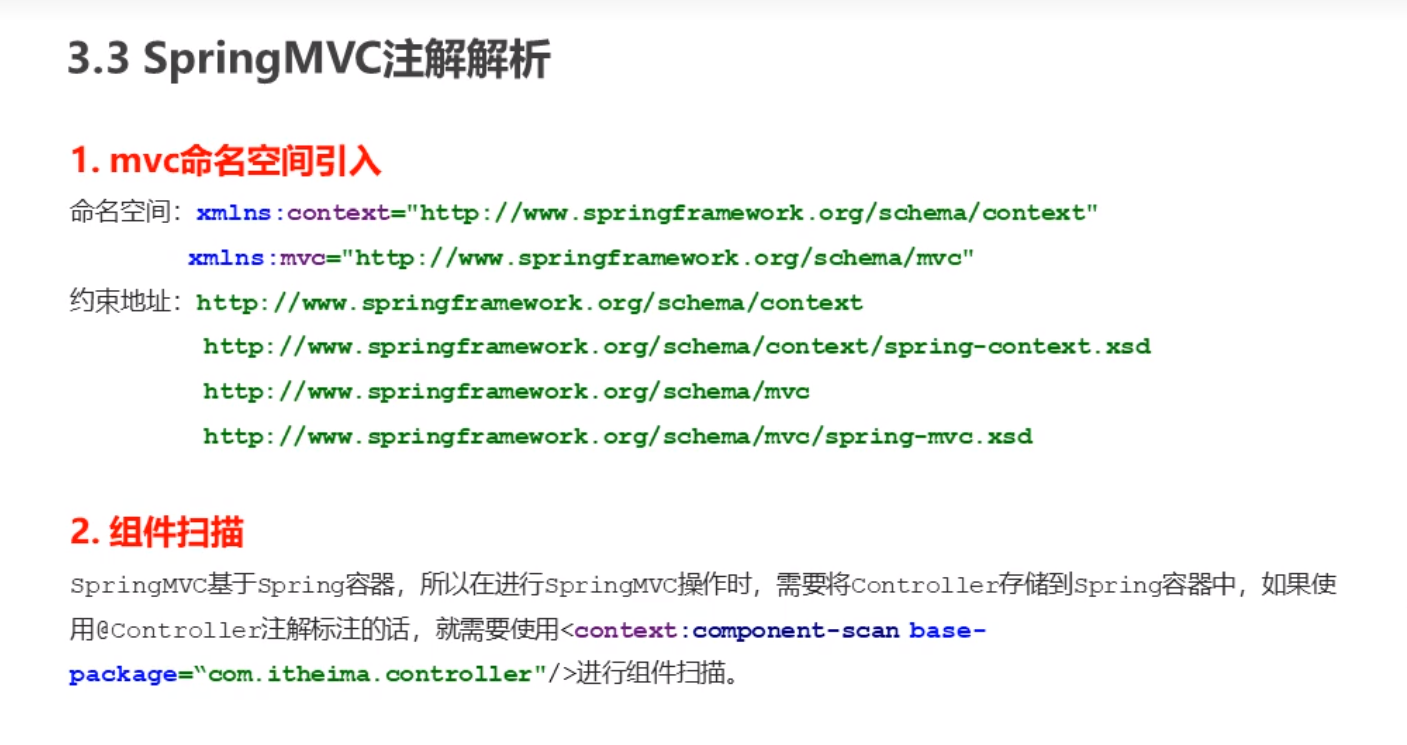 3.3 SpringMVC注解解析
1. mvc命名空间引入
命名空间：xmlns:context="http://www.springframework.org/schema/context"
xmlns:mvc="http://www.springframework.org/schema/mvc"
约束地址：http://www.springframework.org/schema/context
http://www.springframework.org/schema/context/spring-context.xsd
http://www.springframework.org/schema/mvc
http://www.springframework.org/schema/mvc/spring-mvc.xsd
2. 组件扫描
SpringMVC基于Spring容器，所以在进行SpringMVC操作时，需要将Controller存储到Spring容器中，如果使
用@Controller注解标注的话，就需要使用<context:component-scan base-
package=“com.itheima.controller"/>进行组件扫描。